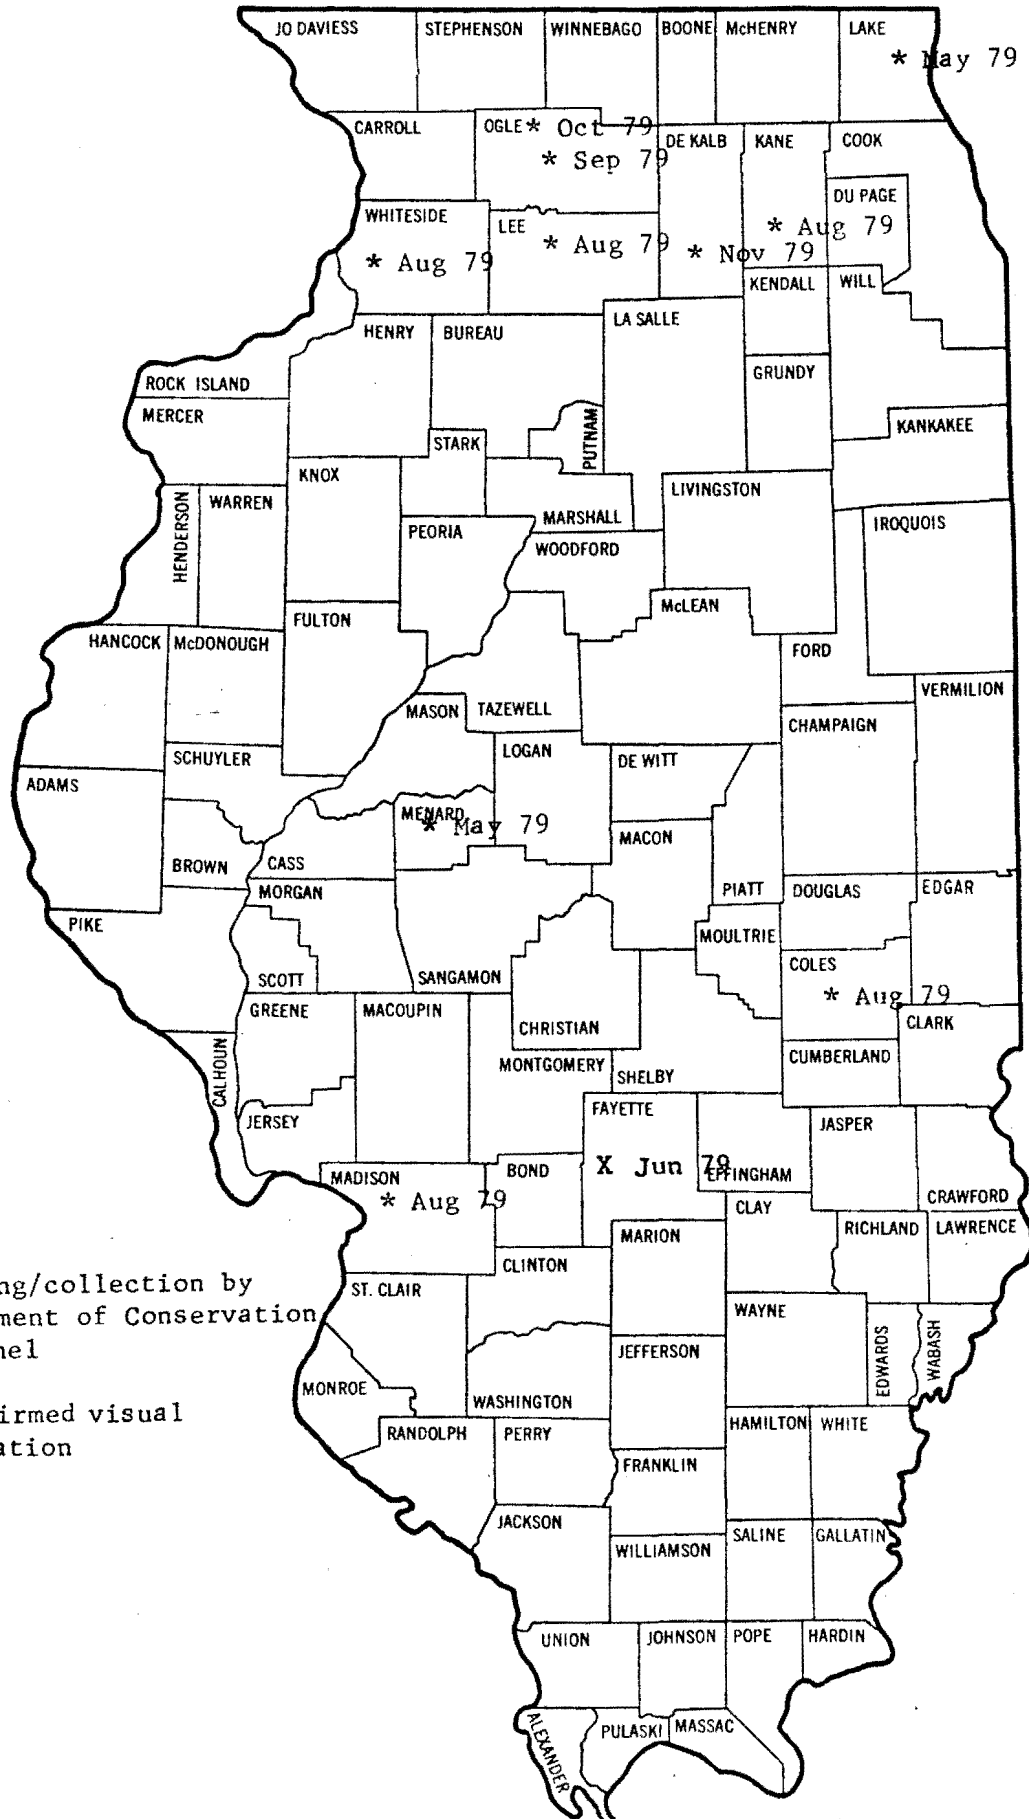 JO DAVIESS STEPHENSON WINNEBAGO BOONE McHENRY LAKE
* May 79
CARROLL OGLE * Oct 79
DE KALB KANE COOK
* Sep 79
DU PAGE
WHITESIDE LEE
* Aug 79 * Aug 79 * Nov 79 * Aug 79
KENDALL WILL
LA SALLE
HENRY BUREAU
GRUNDY
ROCK ISLAND
MERCER
PUTNAM
KANKAKEE
STARK
KNOX
LIVINGSTON
HENDERSON
WARREN
MARSHALL
IROQUOIS
PEORIA
WOODFORD
McLEAN
FULTON
HANCOCK McDONOUGH
FORD
VERMILION
MASON TAZEWELL
CHAMPAIGN
LOGAN
SCHUYLER DE WITT
ADAMS
MENARD
* May 79
MACON
BROWN CASS
MORGAN PIATT DOUGLAS EDGAR
PIKE
MOULTRIE
COLES
SCOTT SANGAMON
* Aug 79
GREENE MACOUPIN
CLARK
CHRISTIAN
CALHOUN
MONTGOMERY
CUMBERLAND
SHELBY
FAYETTE
JERSEY
JASPER
X Jun 79
MADISON BOND EFFINGHAM
* Aug 79
CRAWFORD
CLAY
RICHLAND LAWRENCE
MARION
CLINTON
ng/collection by
ST. CLAIR
ment of Conservation
WAYNE
nel
JEFFERSON
EDWARDS
WABASH
MONROE
WASHINGTON
irmed visual
HAMILTON WHITE
RANDOLPH PERRY
ation
FRANKLIN
JACKSON
SALINE GALLATIN
WILLIAMSON
UNION JOHNSON POPE HARDIN
ALEXANDER
PULASKI MASSAC